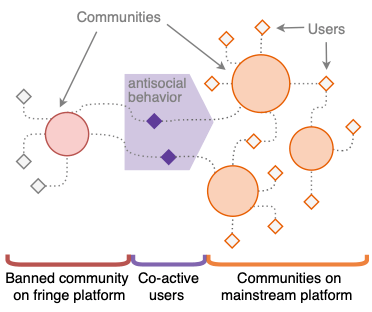 Communities
Users
antisocial
behavior
Banned community
on fringe platform
Co-active
users
Communities on
mainstream platform